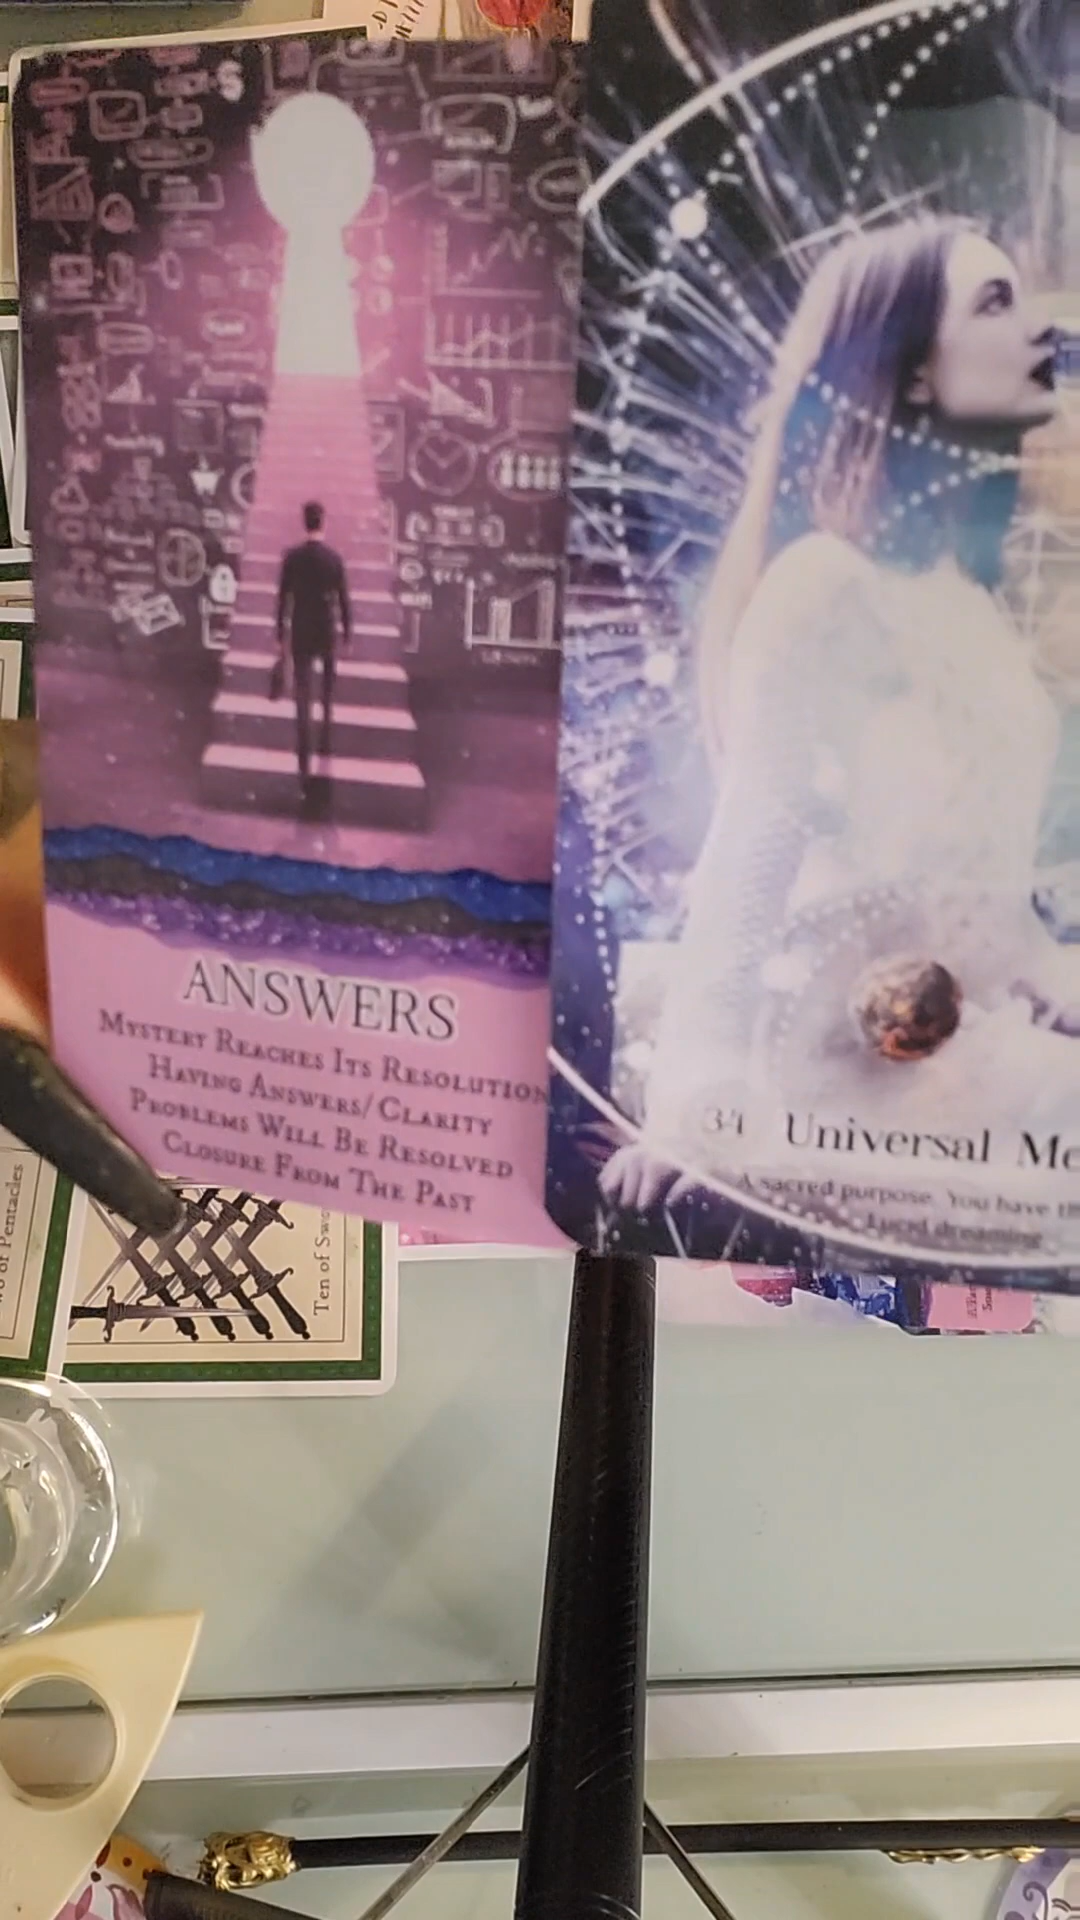 ANSWERS
MYSTERY REACHES ITS RESOLUTION
HAVING ANSWERS/CLARITY
PROBLEMS WILL BE RESOLVED
CLOSURE FROM THE PAST
34 Universal Me
A sacred purpose. You have
Lucid dreaming
of Pentacles
Ten of Swo